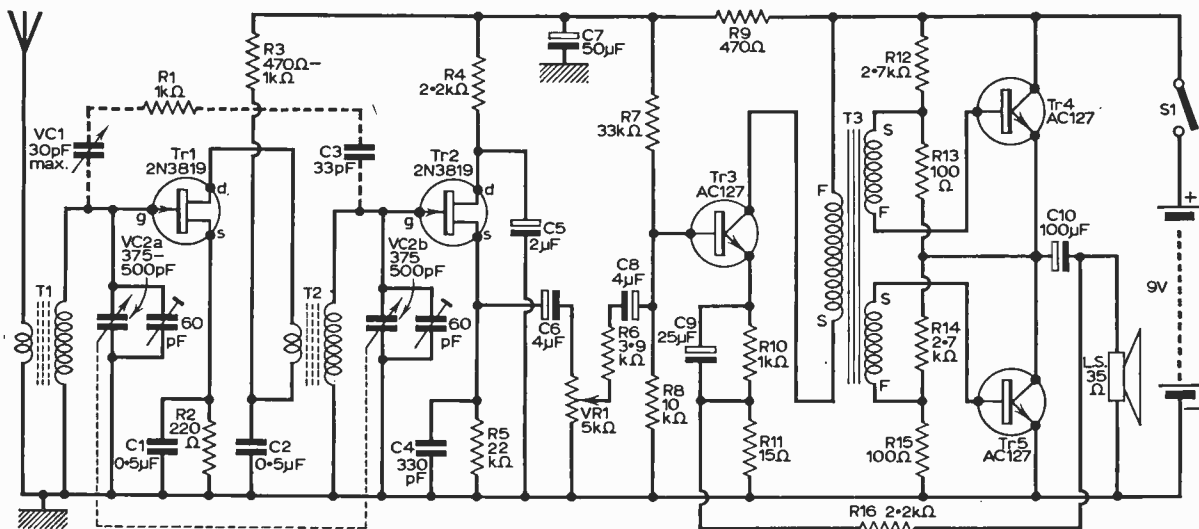 R3
470Ω–
1kΩ
R1
1kΩ
VC1
30pF
max.
Tr1
2N3819
d
g
s
VC2a
375–
500pF
T1
60
pF
C1
0·5µF
R2
220
Ω
C2
0·5µF
T2
C3
33pF
R4
2·2kΩ
Tr2
2N3819
d
g
s
VC2b
375
500pF
60
pF
C4
330
pF
R5
22
kΩ
C5
2µF
C6
4µF
VR1
5kΩ
C7
50µF
R7
33kΩ
C8
4µF
R6
3·9
kΩ
R8
10
kΩ
R9
470Ω
Tr3
AC127
C9
25µF
R10
1kΩ
R11
15Ω
F
S
T3
S
F
S
F
R12
2·7kΩ
R13
100
Ω
R14
2·7
kΩ
R15
100Ω
Tr4
AC127
Tr5
AC127
C10
100µF
L.S.
35
Ω
S1
+
9V
−
R16 2·2kΩ